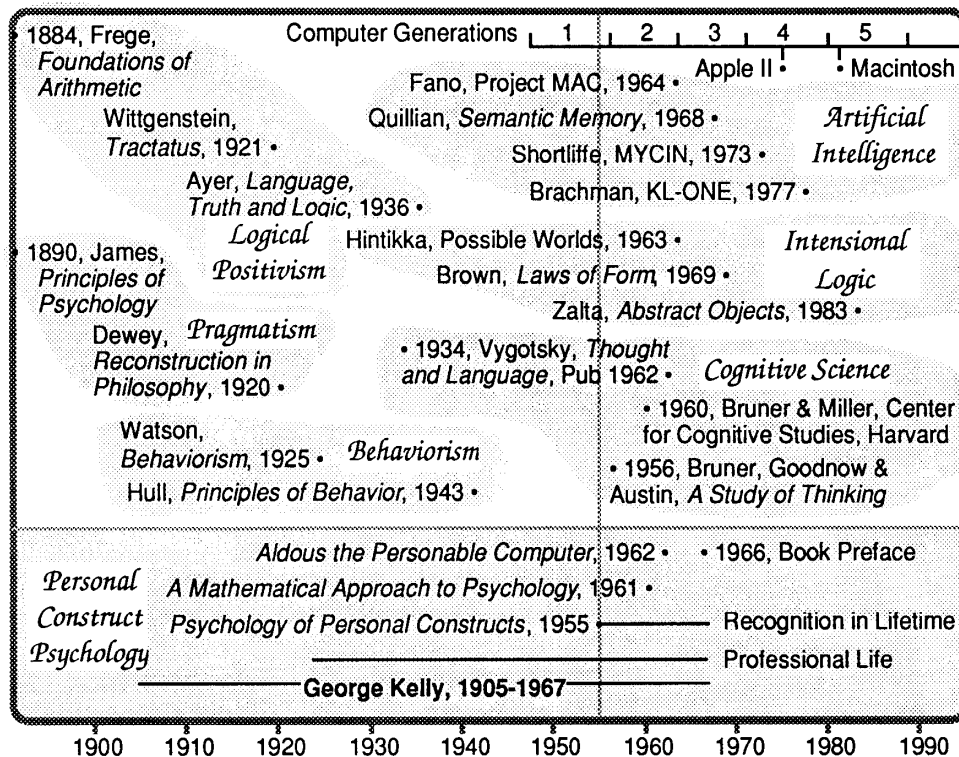 1884, Frege,
Foundations of
Arithmetic
Computer Generations 1 2 3 4 5
Apple II • • Macintosh
Fano, Project MAC, 1964 •
Wittgenstein,
Tractatus, 1921 •
Quillian, Semantic Memory, 1968 •
Artificial
Intelligence
Shortliffe, MYCIN, 1973 •
Ayer, Language,
Truth and Logic, 1936 •
Brachman, KL-ONE, 1977 •
Logical
Positivism
Hintikka, Possible Worlds, 1963 •
Intensional
Logic
1890, James,
Principles of
Psychology
Brown, Laws of Form, 1969 •
Zalta, Abstract Objects, 1983 •
Dewey,
Reconstruction in
Philosophy, 1920 •
Pragmatism
• 1934, Vygotsky, Thought
and Language, Pub 1962 •
Cognitive Science
• 1960, Bruner & Miller, Center
for Cognitive Studies, Harvard
Watson,
Behaviorism, 1925 •
Behaviorism
• 1956, Bruner, Goodnow &
Austin, A Study of Thinking
Hull, Principles of Behavior, 1943 •
Personal
Construct
Psychology
Aldous the Personable Computer, 1962 • • 1966, Book Preface
A Mathematical Approach to Psychology, 1961 •
Psychology of Personal Constructs, 1955 Recognition in Lifetime
Professional Life
George Kelly, 1905-1967
1900 1910 1920 1930 1940 1950 1960 1970 1980 1990